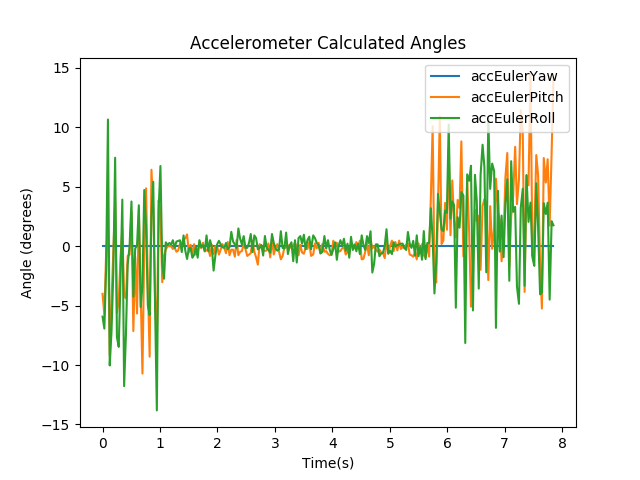 Accelerometer Calculated Angles
accEulerYaw
accEulerPitch
accEulerRoll
15
10
5
0
−5
−10
−15
Angle (degrees)
0 1 2 3 4 5 6 7 8
Time(s)